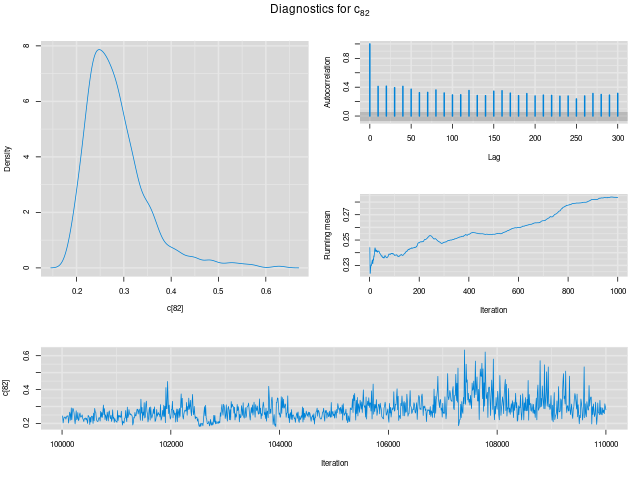 Diagnostics for c82
Density
0 2 4 6 8
0.2 0.3 0.4 0.5 0.6
c[82]
Autocorrelation
0.0 0.4 0.8
0 50 100 150 200 250 300
Lag
Running mean
0.23 0.25 0.27
0 200 400 600 800 1000
Iteration
c[82]
0.2 0.4 0.6
100000 102000 104000 106000 108000 110000
Iteration